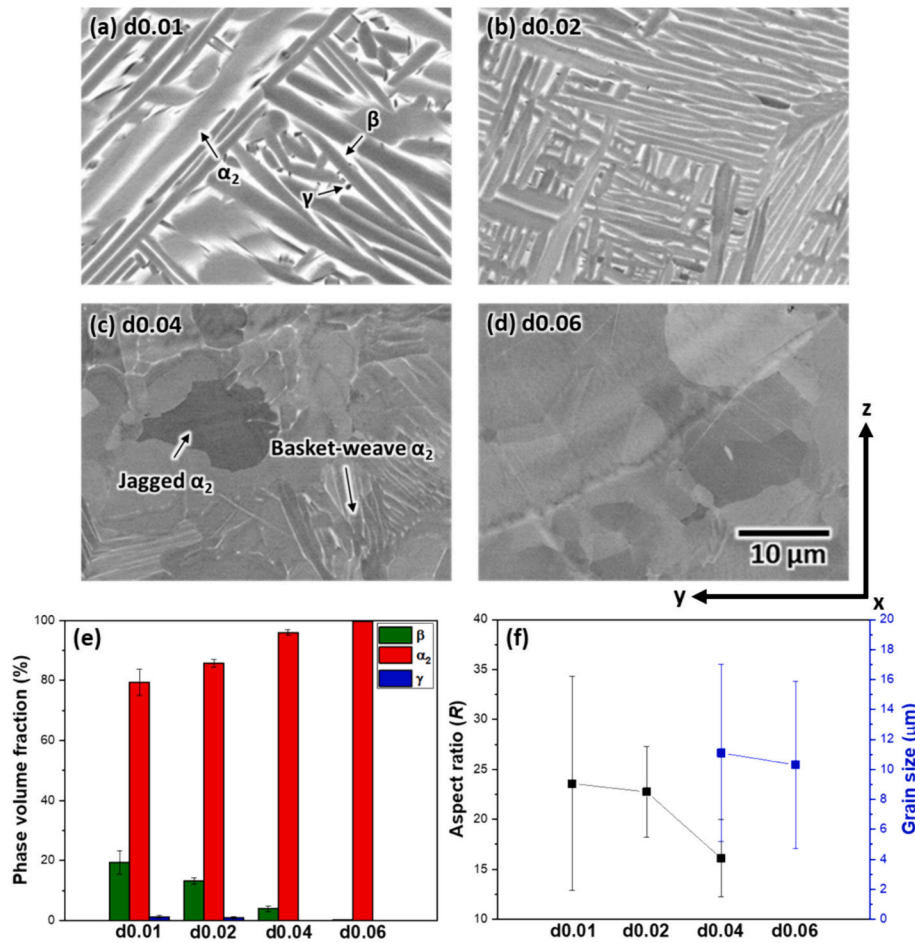 (a) d0.01
(b) d0.02
β
α₂
γ
(c) d0.04
(d) d0.06
Jagged α₂
Basket-weave α₂
10 μm
z
y
x
(e)
Phase volume fraction (%)
100
80
60
40
20
0
β
α₂
γ
d0.01 d0.02 d0.04 d0.06
(f)
Aspect ratio (R)
40
35
30
25
20
15
10
Grain size (μm)
20
18
16
14
12
10
8
6
4
2
0
d0.01 d0.02 d0.04 d0.06